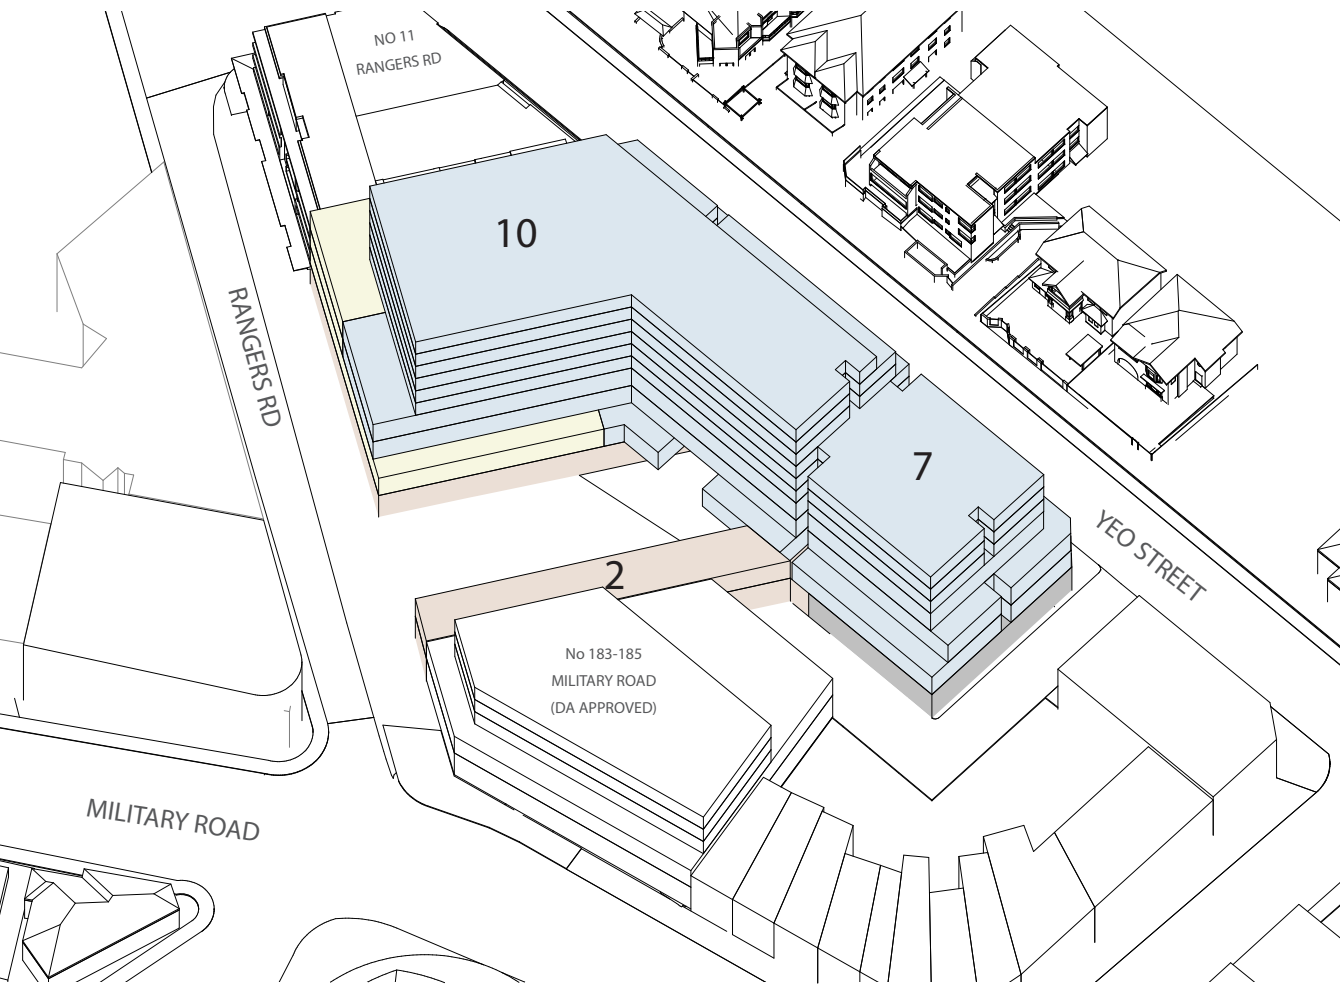 NO 11
RANGERS RD
10
RANGERS RD
7
YEO STREET
2
No 183-185
MILITARY ROAD
(DA APPROVED)
MILITARY ROAD